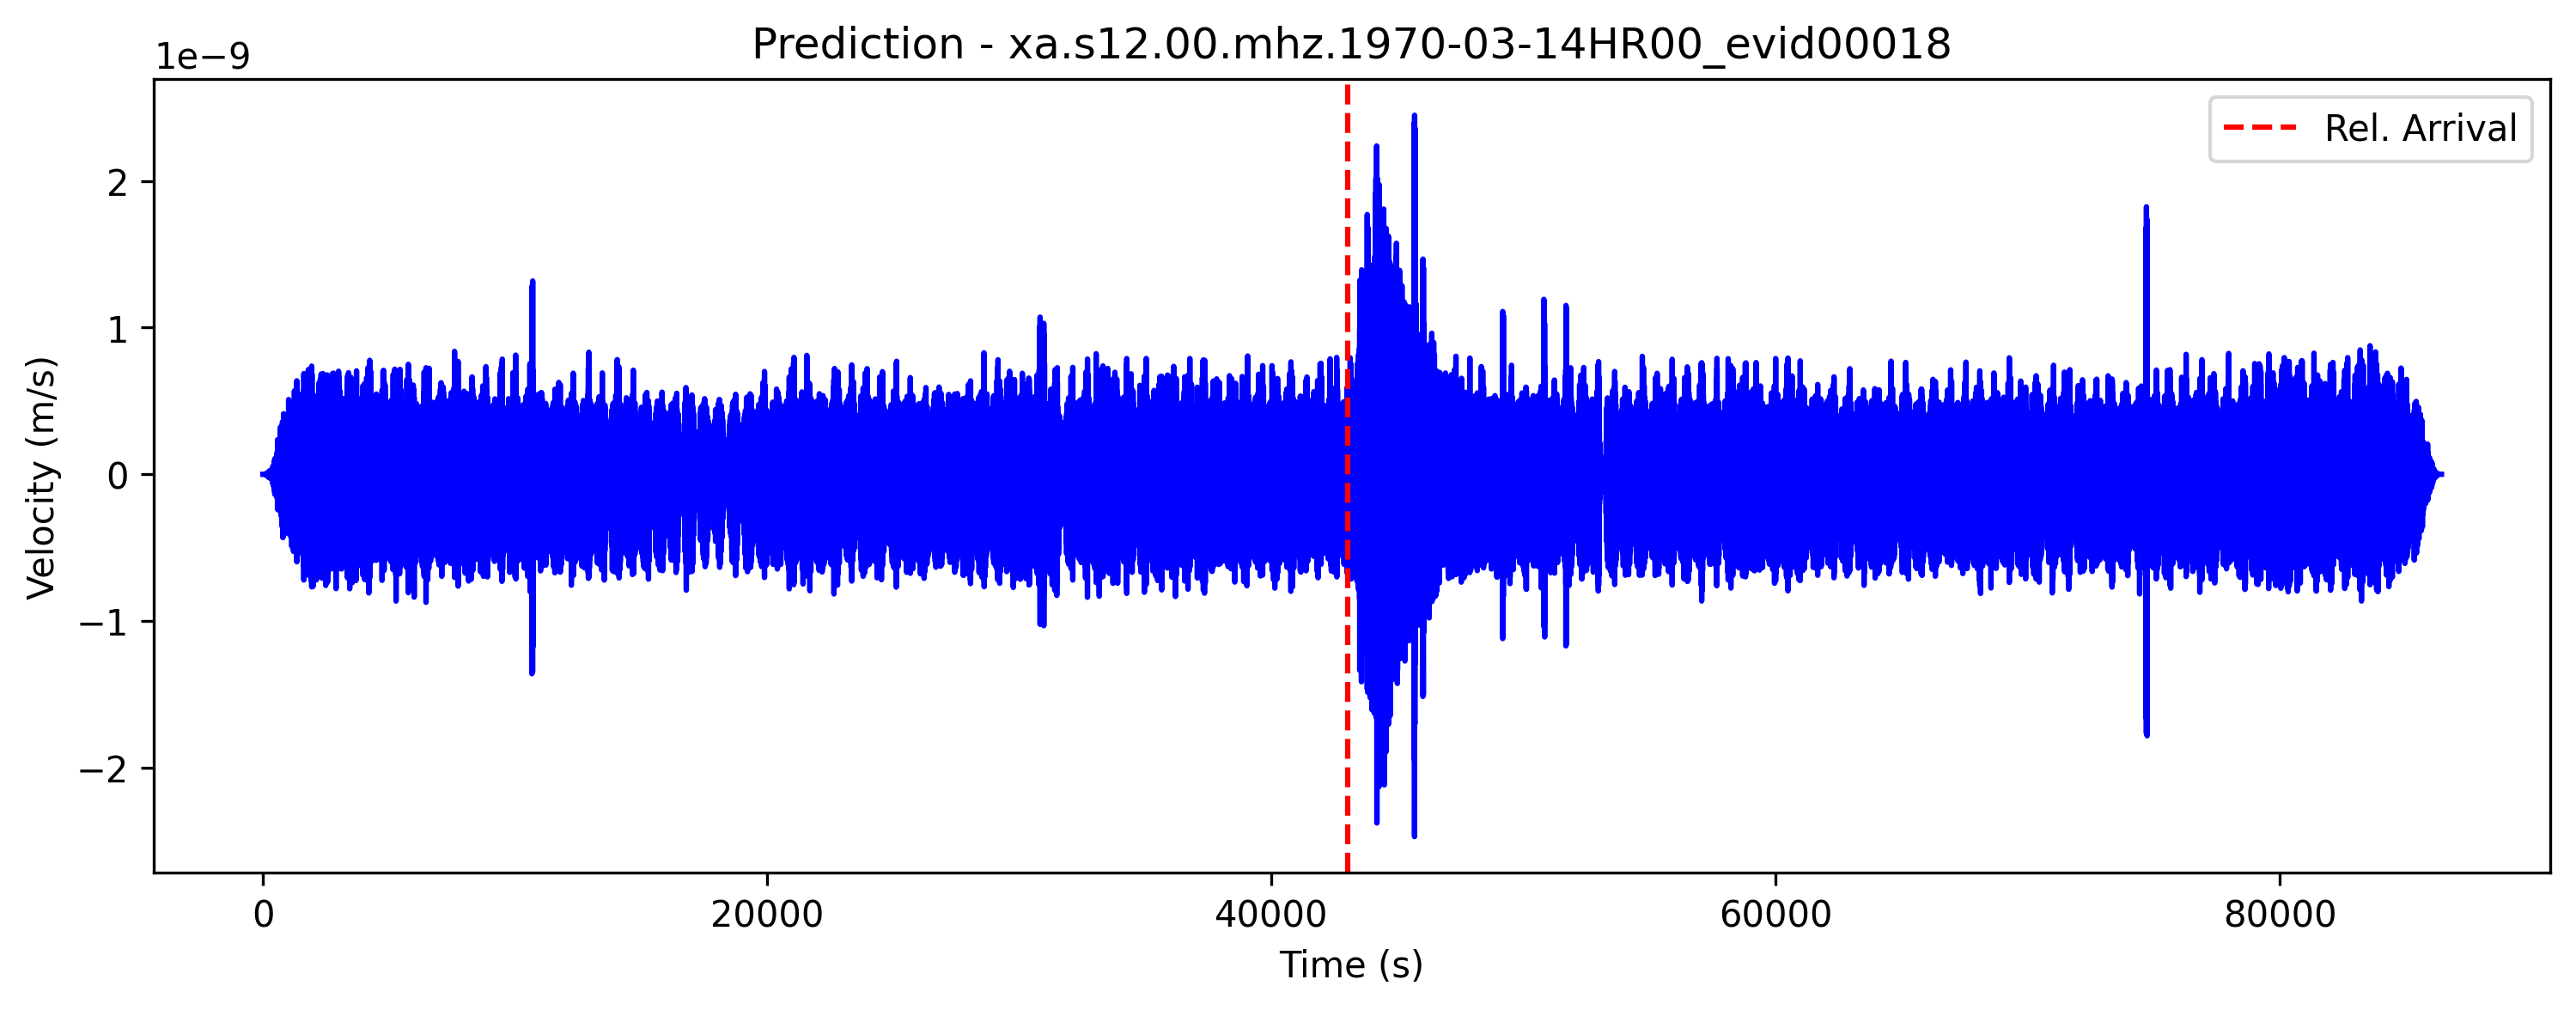 Prediction - xa.s12.00.mhz.1970-03-14HR00_evid00018
1e−9
Rel. Arrival
2
1
0
−1
−2
Velocity (m/s)
0 20000 40000 60000 80000
Time (s)